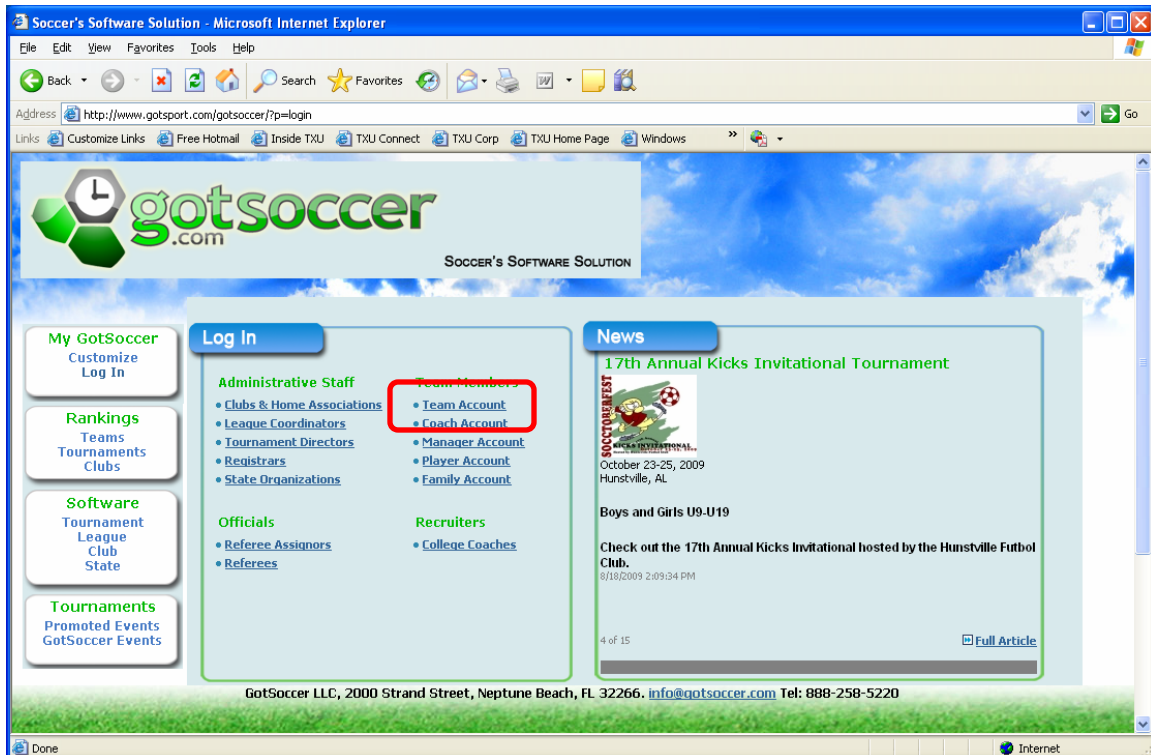 Soccer's Software Solution - Microsoft Internet Explorer
File Edit View Favorites Tools Help
Back Search Favorites
Address http://www.gotsport.com/gotsoccer/?p=login Go
Links Customize Links Free Hotmail Inside TXU TXU Connect TXU Corp TXU Home Page Windows »
gotsoccer
.com
Soccer's Software Solution
My GotSoccer
Customize
Log In
Rankings
Teams
Tournaments
Clubs
Software
Tournament
League
Club
State
Tournaments
Promoted Events
GotSoccer Events
Log In
Administrative Staff
Clubs & Home Associations
League Coordinators
Tournament Directors
Registrars
State Organizations
Team Members
Team Account
Coach Account
Manager Account
Player Account
Family Account
Officials
Referee Assignors
Referees
Recruiters
College Coaches
News
17th Annual Kicks Invitational Tournament
SOCCTOBERFEST
KICKS INVITATIONAL
October 23-25, 2009
Hunstville, AL
Boys and Girls U9-U19
Check out the 17th Annual Kicks Invitational hosted by the Hunstville Futbol
Club.
8/18/2009 2:09:34 PM
4 of 15 Full Article
GotSoccer LLC, 2000 Strand Street, Neptune Beach, FL 32266. info@gotsoccer.com Tel: 888-258-5220
Done Internet